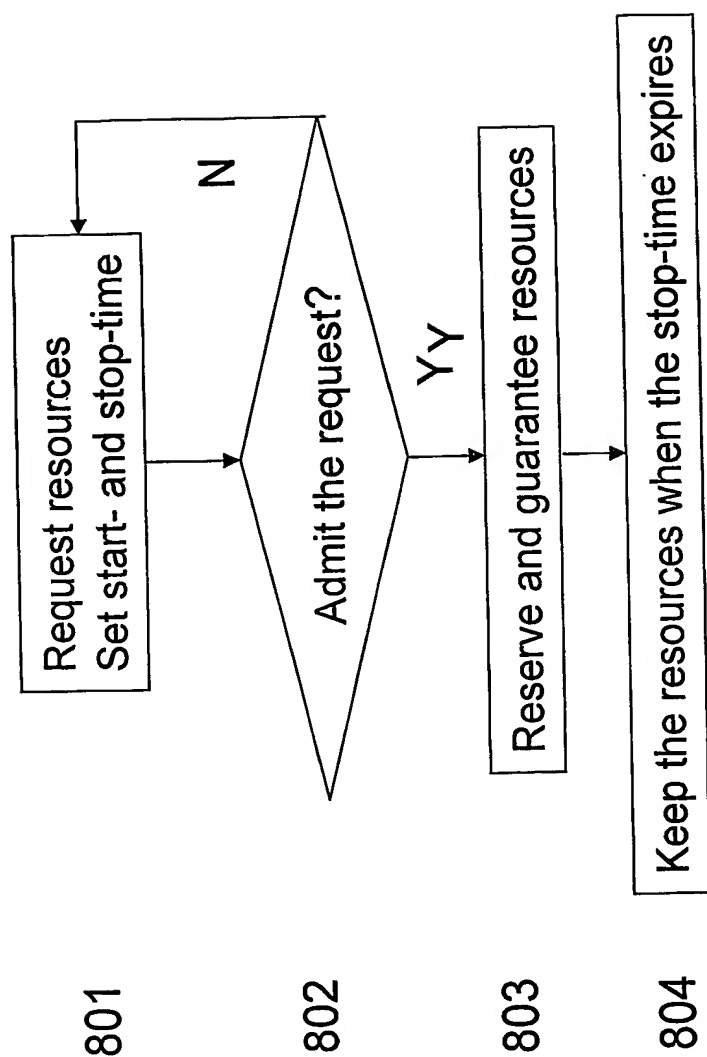 801
Request resources
Set start- and stop-time
N
802
Admit the request?
YY
803
Reserve and guarantee resources
804
Keep the resources when the stop-time expires